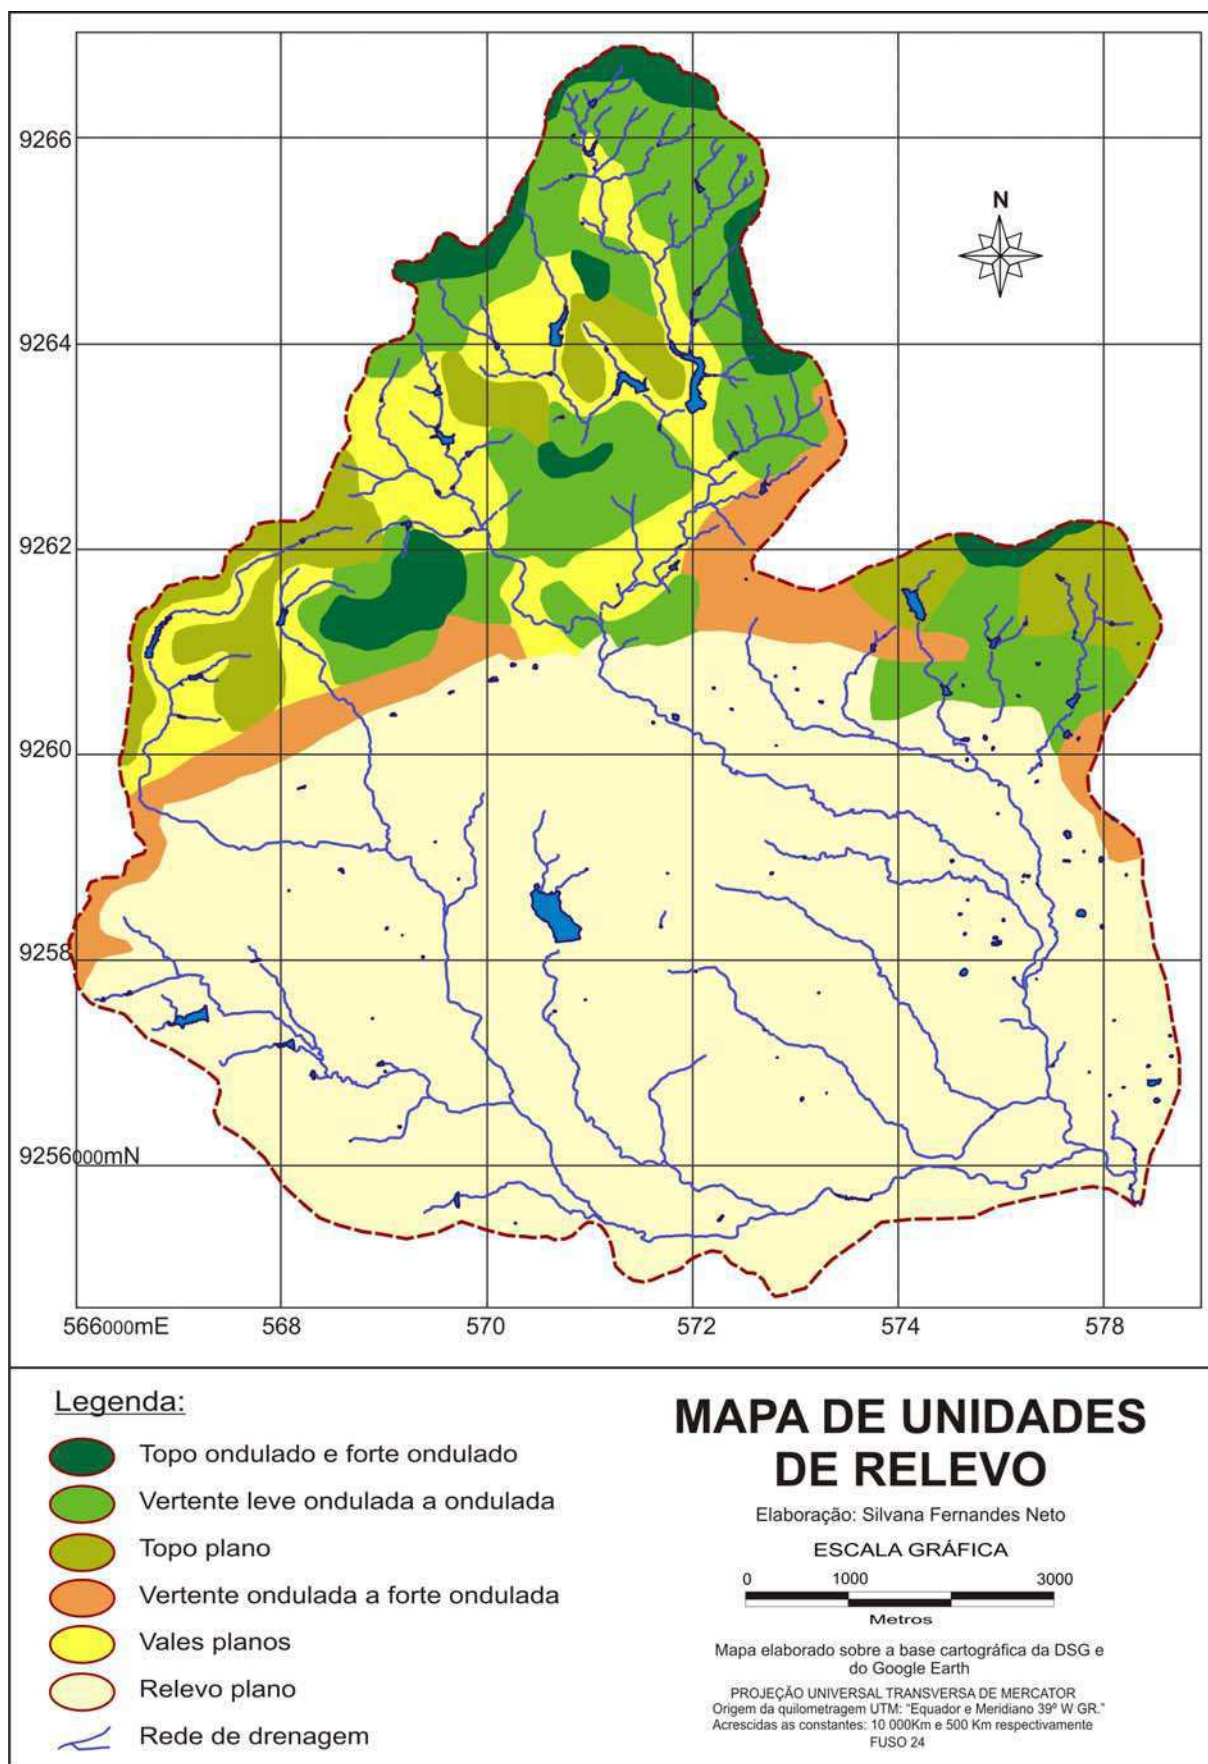 N
9266
9264
9262
9260
9258
9256000mN
566000mE
568
570
572
574
578
Legenda:
Topo ondulado e forte ondulado
Vertente leve ondulada a ondulada
Topo plano
Vertente ondulada a forte ondulada
Vales planos
Relevo plano
Rede de drenagem
MAPA DE UNIDADES
DE RELEVO
Elaboração: Silvana Fernandes Neto
ESCALA GRÁFICA
0 1000 3000
Metros
Mapa elaborado sobre a base cartográfica da DSG e
do Google Earth
PROJEÇÃO UNIVERSAL TRANSVERSA DE MERCATOR
Origem da quilometragem UTM: "Equador e Meridiano 39º W GR."
Acrescidas as constantes: 10 000Km e 500 Km respectivamente
FUSO 24